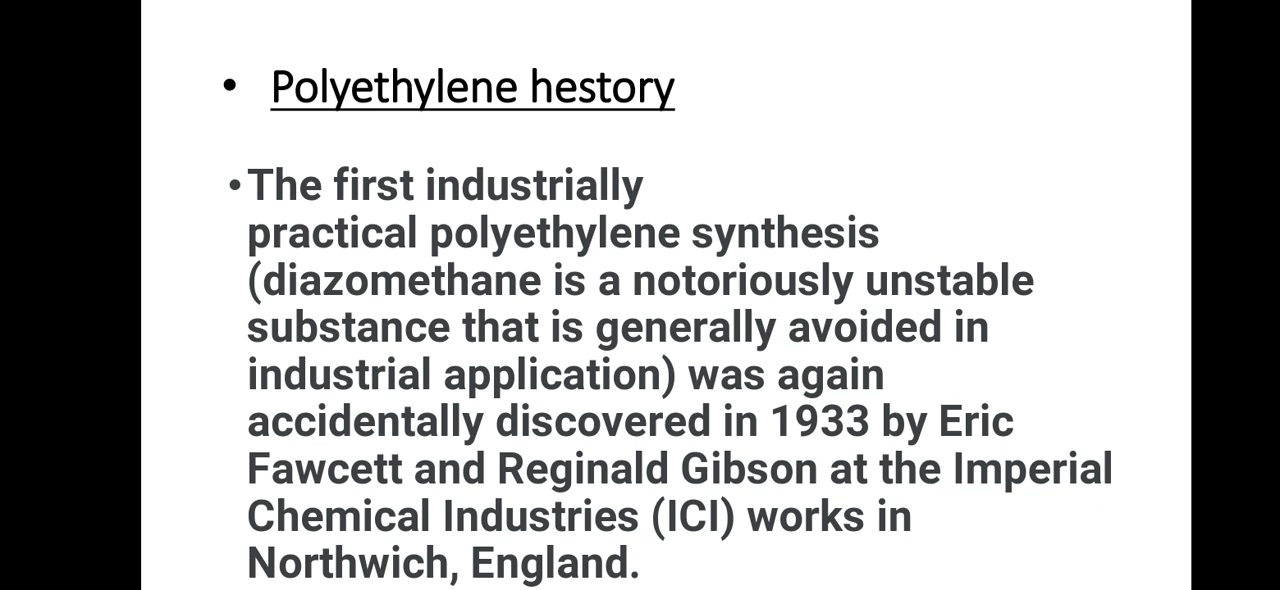 • Polyethylene hestory
• The first industrially
practical polyethylene synthesis
(diazomethane is a notoriously unstable
substance that is generally avoided in
industrial application) was again
accidentally discovered in 1933 by Eric
Fawcett and Reginald Gibson at the Imperial
Chemical Industries (ICI) works in
Northwich, England.